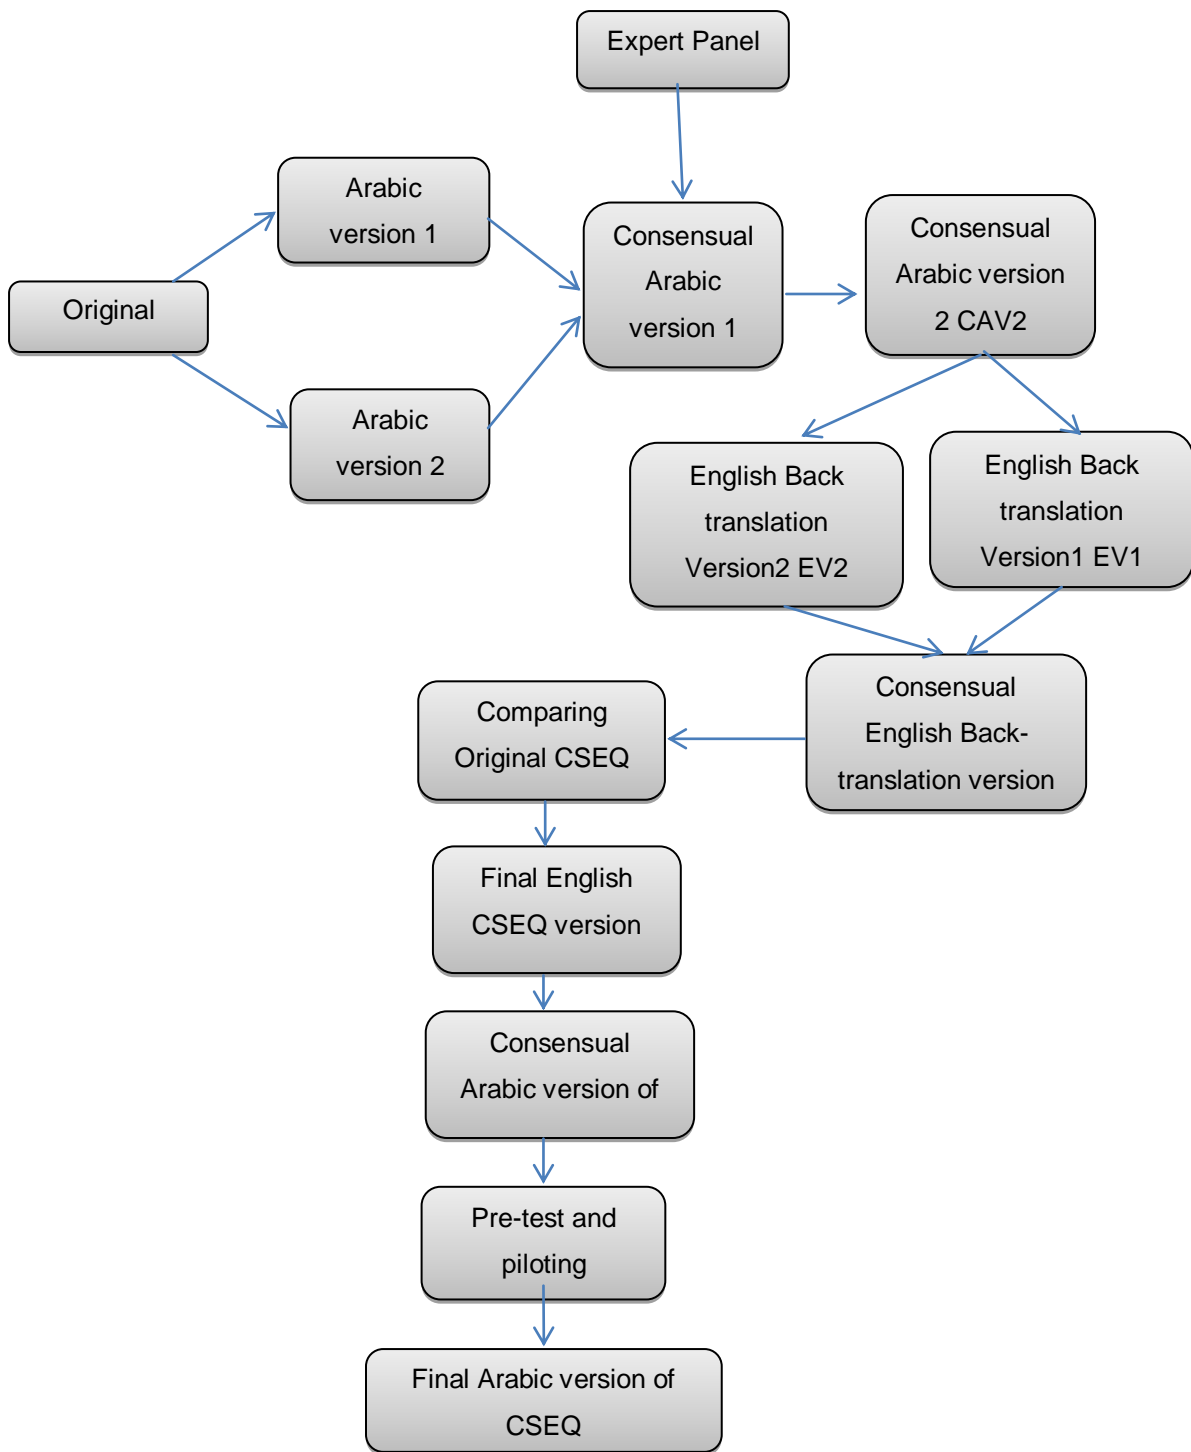 Expert Panel
Arabic
version 1
Original
Arabic
version 2
Consensual
Arabic
version 1
Consensual
Arabic version
2 CAV2
English Back
translation
Version2 EV2
English Back
translation
Version1 EV1
Consensual
English Back-
translation version
Comparing
Original CSEQ
Final English
CSEQ version
Consensual
Arabic version of
Pre-test and
piloting
Final Arabic version of
CSEQ